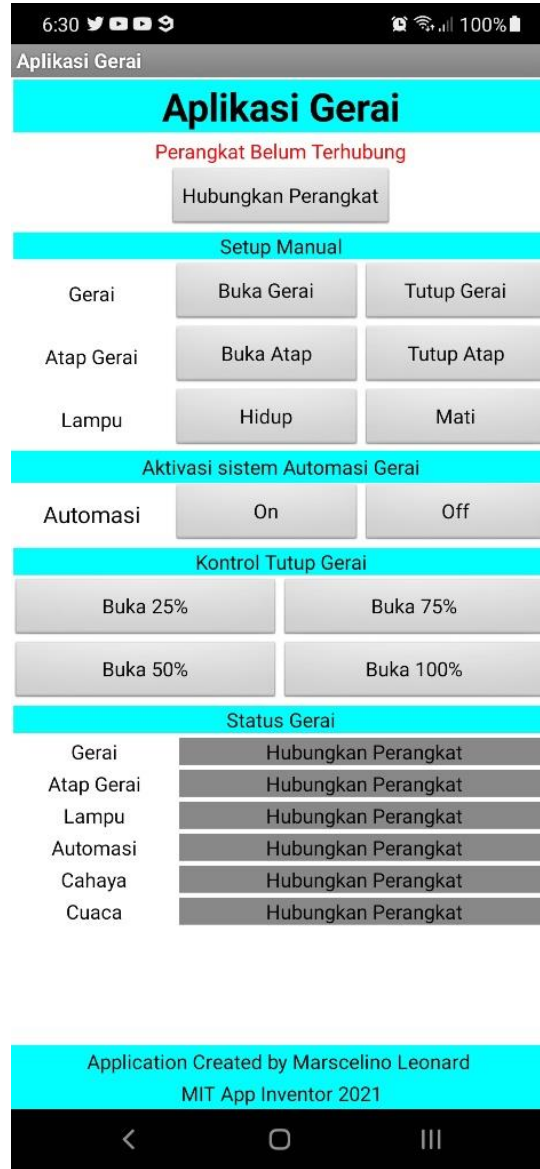 6:30 100%
Aplikasi Gerai
Aplikasi Gerai
Perangkat Belum Terhubung
Hubungkan Perangkat
Setup Manual
Gerai Buka Gerai Tutup Gerai
Atap Gerai Buka Atap Tutup Atap
Lampu Hidup Mati
Aktivasi sistem Automasi Gerai
Automasi On Off
Kontrol Tutup Gerai
Buka 25% Buka 75%
Buka 50% Buka 100%
Status Gerai
Gerai Hubungkan Perangkat
Atap Gerai Hubungkan Perangkat
Lampu Hubungkan Perangkat
Automasi Hubungkan Perangkat
Cahaya Hubungkan Perangkat
Cuaca Hubungkan Perangkat
Application Created by Marscelino Leonard
MIT App Inventor 2021